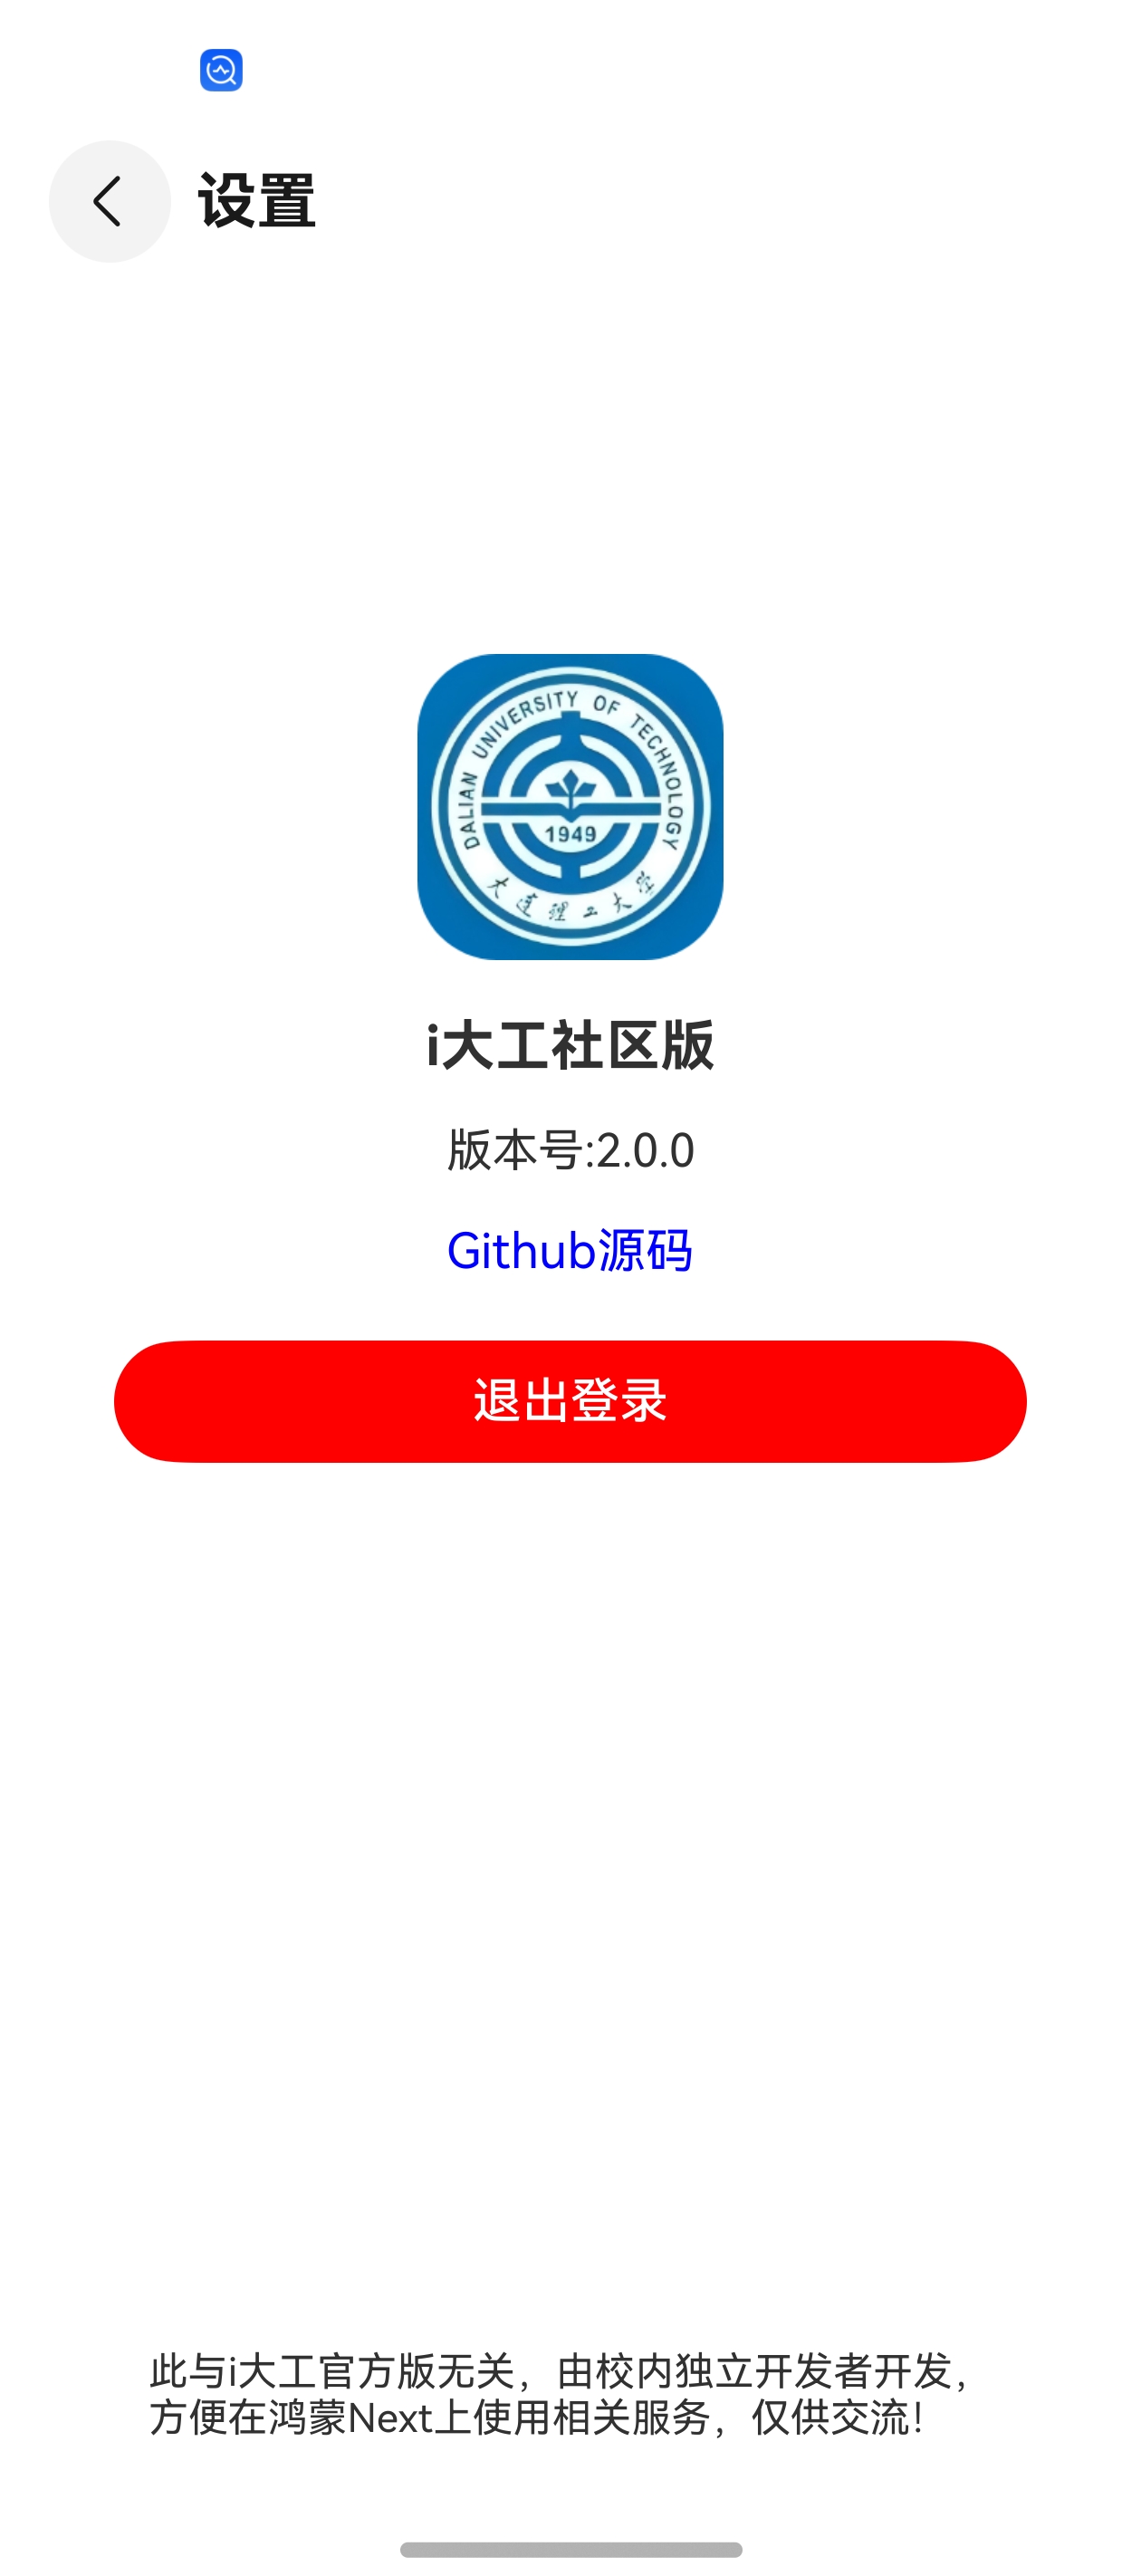 设置
DALIAN UNIVERSITY OF TECHNOLOGY
1949
大连理工大学
i大工社区版
版本号:2.0.0
Github源码
退出登录
此与i大工官方版无关，由校内独立开发者开发，
方便在鸿蒙Next上使用相关服务，仅供交流！